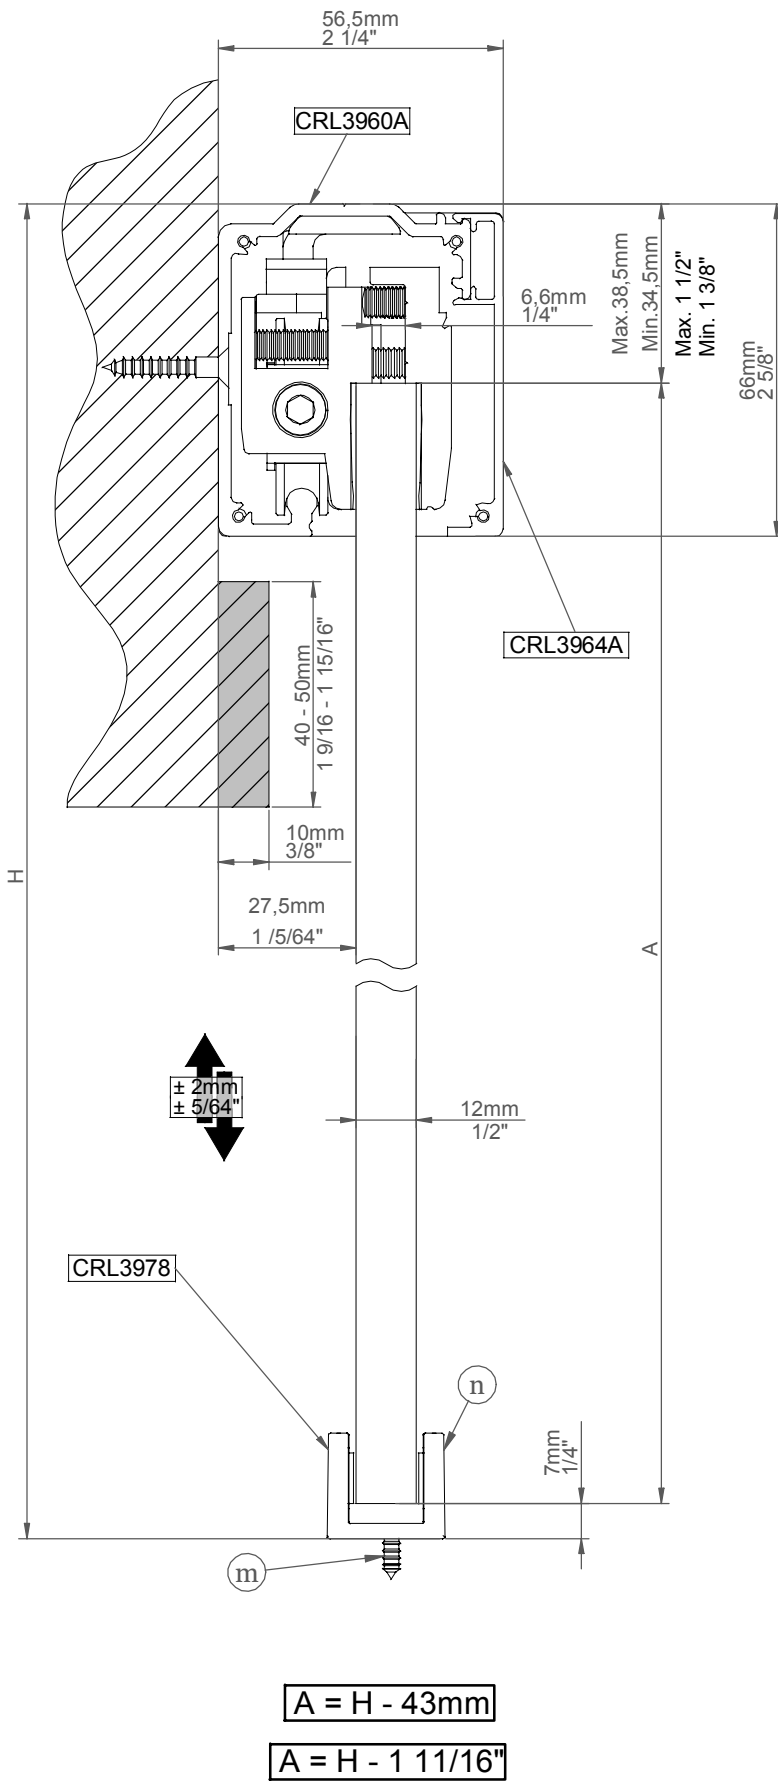 56,5mm
2 1/4"
CRL3960A
6,6mm
1/4"
Max.38,5mm
Min.34,5mm
Max. 1 1/2"
Min. 1 3/8"
66mm
2 5/8"
CRL3964A
40 - 50mm
1 9/16 - 1 15/16"
10mm
3/8"
H
27,5mm
1 /5/64"
A
± 2mm
± 5/64"
12mm
1/2"
CRL3978
n
7mm
1/4"
m
A = H - 43mm
A = H - 1 11/16"